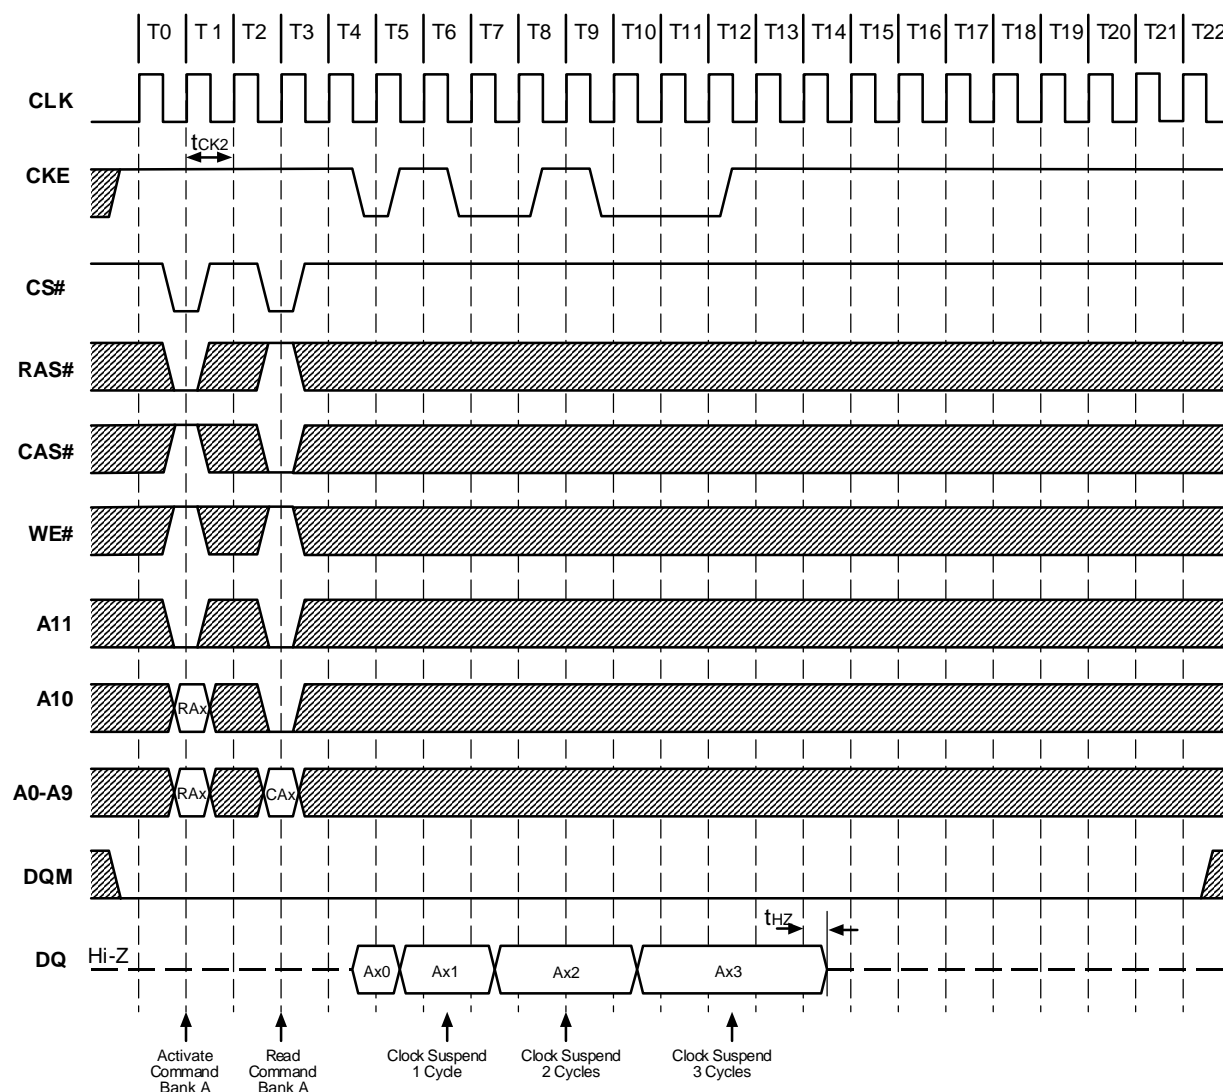 T0 T1 T2 T3 T4 T5 T6 T7 T8 T9 T10 T11 T12 T13 T14 T15 T16 T17 T18 T19 T20 T21 T22
CLK
tCK2
CKE
CS#
RAS#
CAS#
WE#
A11
A10
RAx
A0-A9
RAx CAx
DQM
tHZ
DQ
Hi-Z
Ax0 Ax1 Ax2 Ax3
Activate
Command
Bank A
Read
Command
Bank A
Clock Suspend
1 Cycle
Clock Suspend
2 Cycles
Clock Suspend
3 Cycles